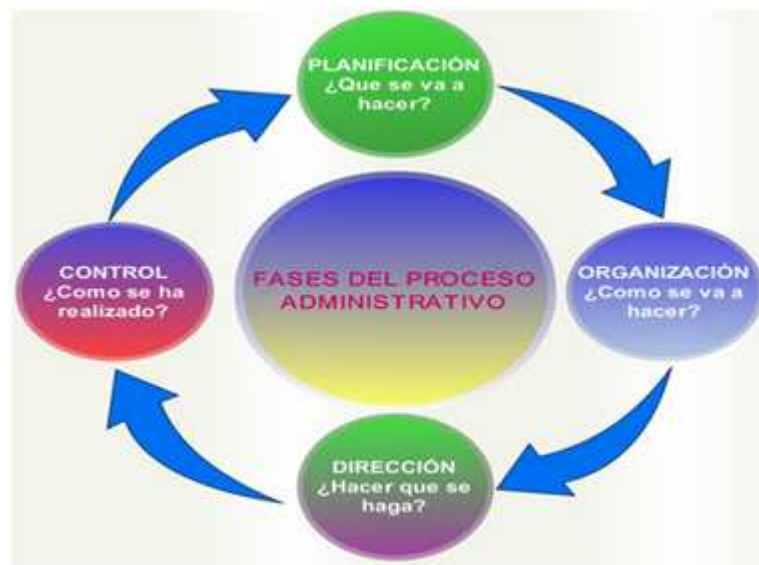 PLANIFICACIÓN
¿Que se va a
hacer?
ORGANIZACIÓN
¿Como se va a
hacer?
DIRECCIÓN
¿Hacer que se
haga?
CONTROL
¿Como se ha
realizado?
FASES DEL PROCESO
ADMINISTRATIVO